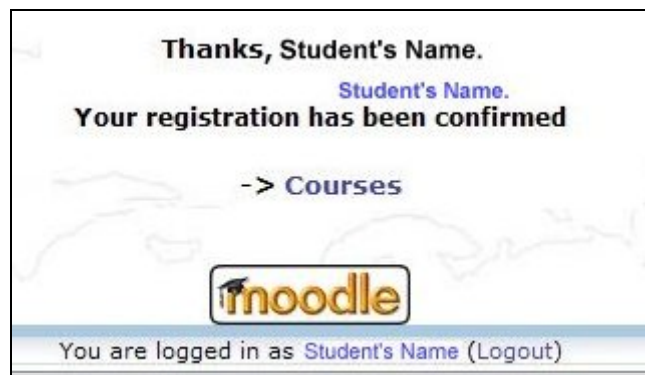 Thanks, Student's Name.
Student's Name.
Your registration has been confirmed
-> Courses
moodle
You are logged in as Student's Name (Logout)